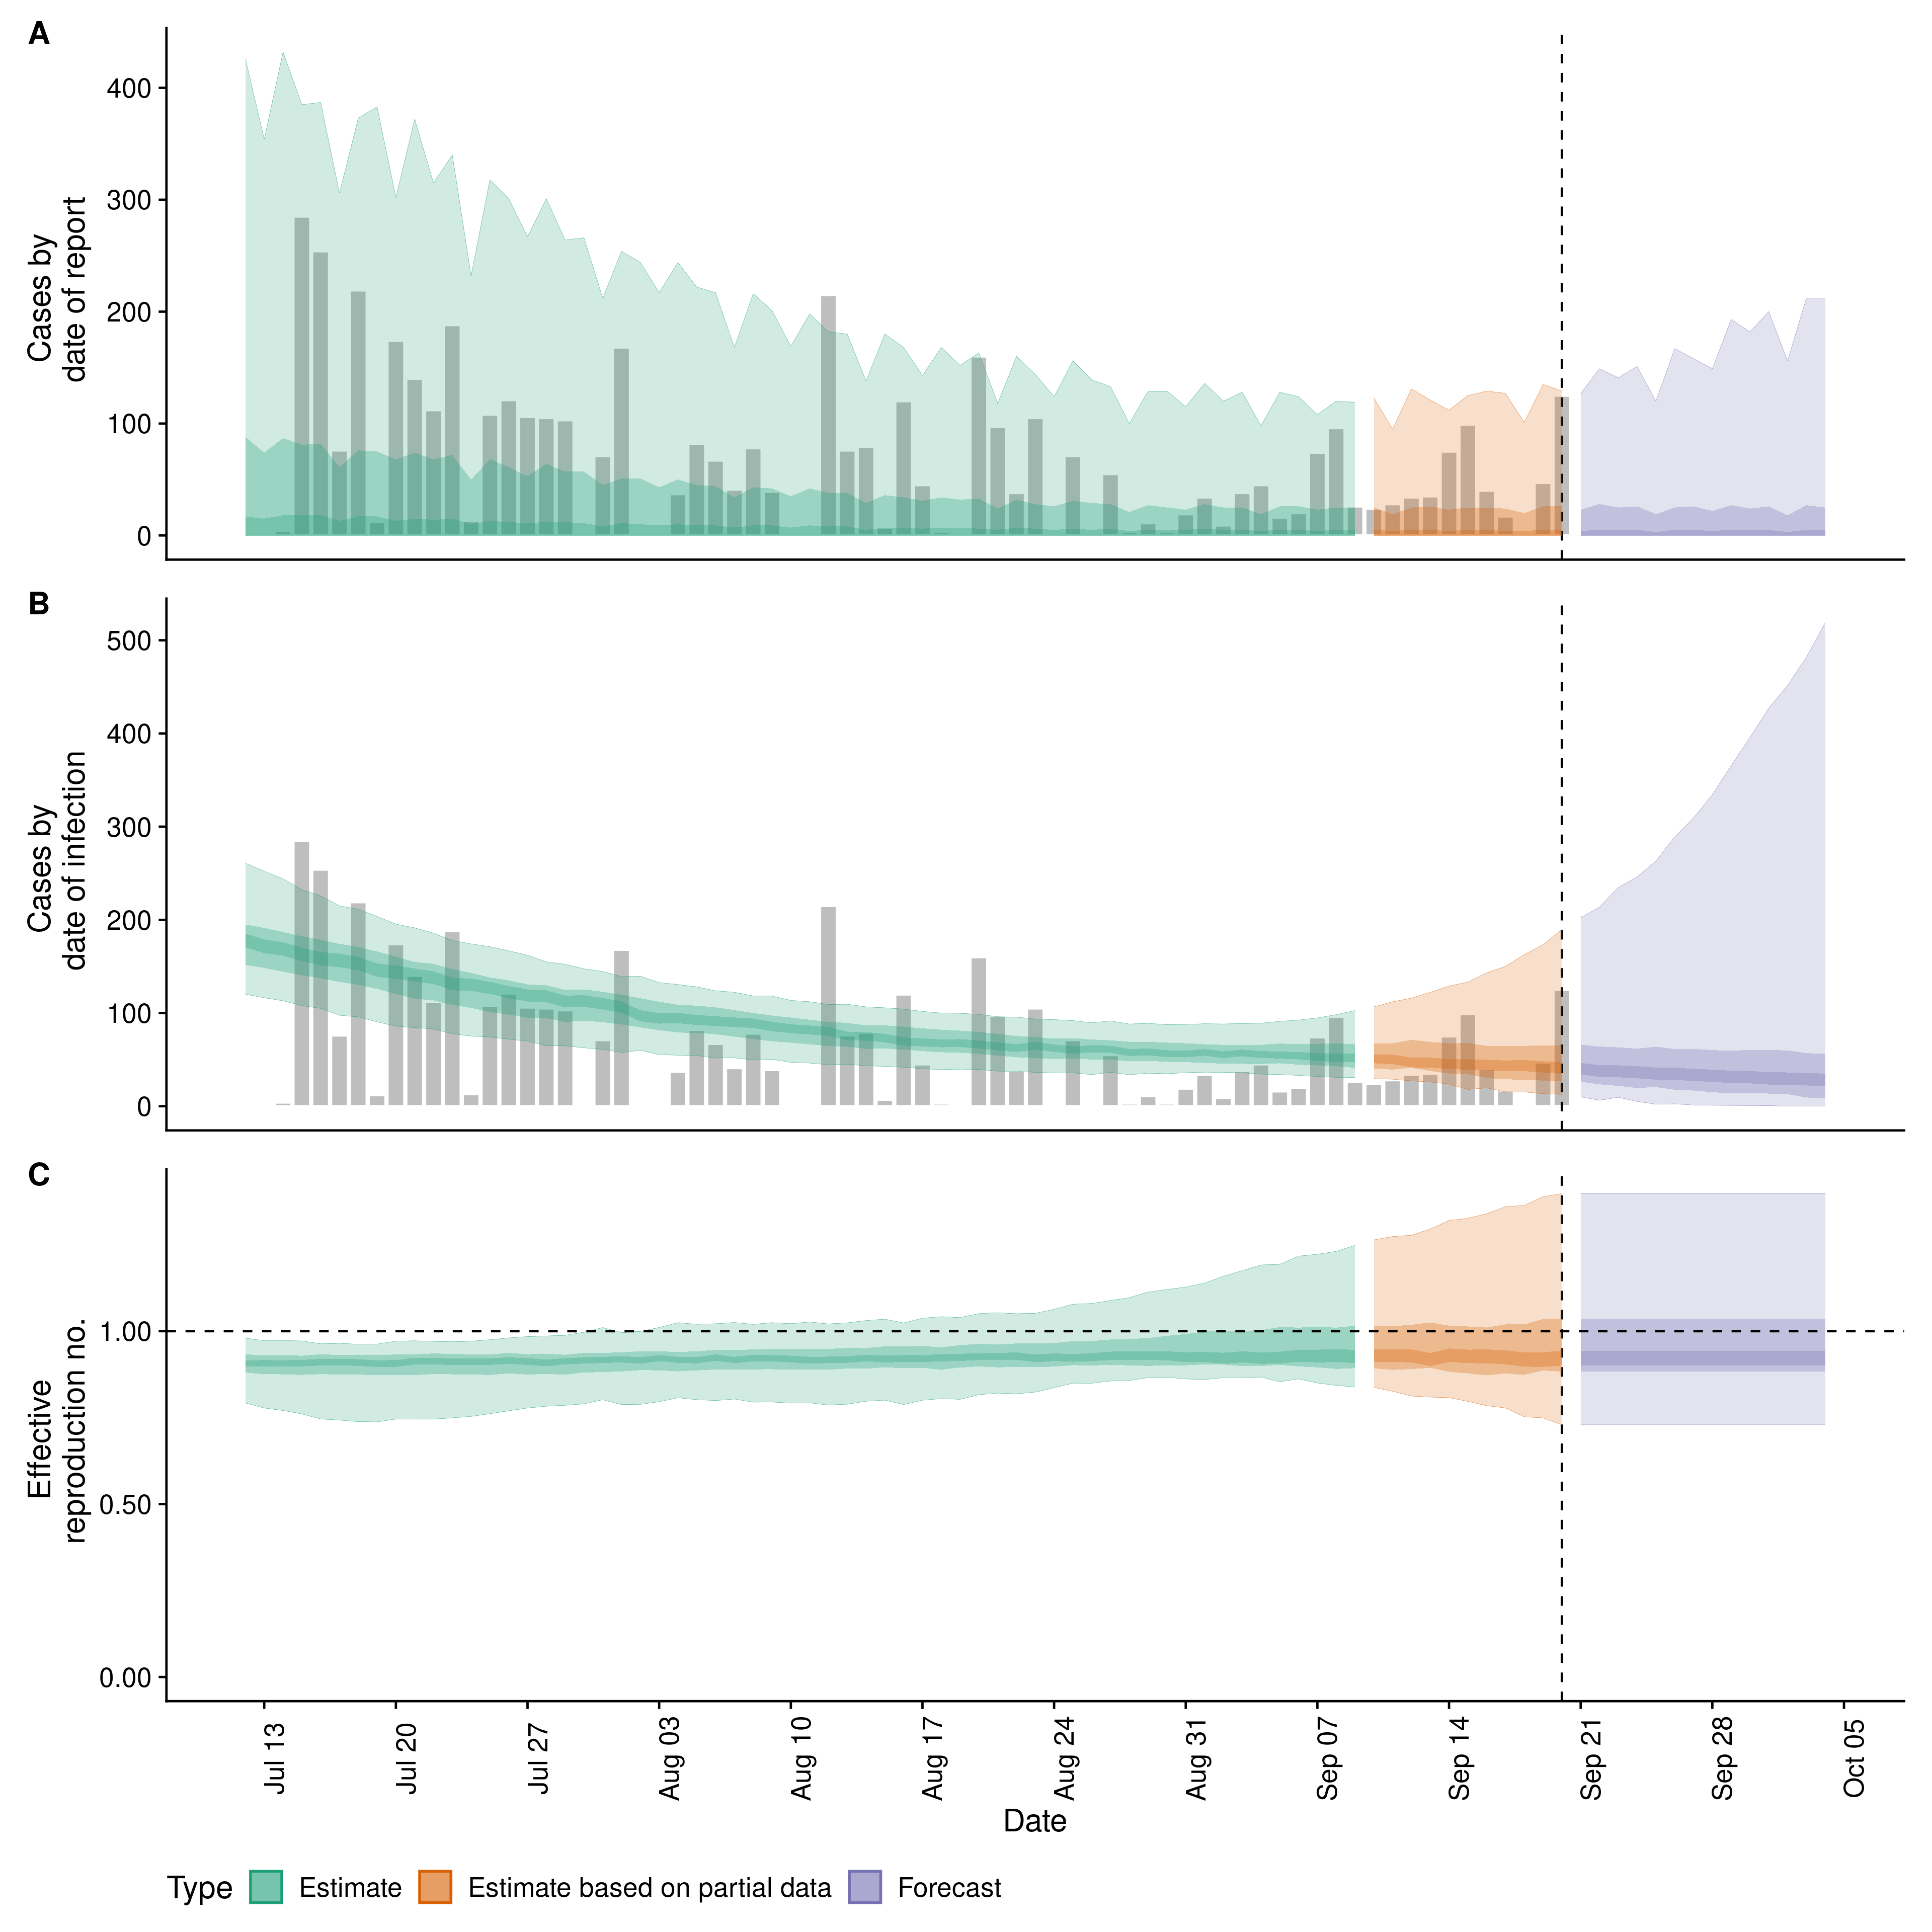 A
400
300
200
100
0
Cases by
date of report
B
500
400
300
200
100
0
Cases by
date of infection
C
1.00
0.50
0.00
Effective
reproduction no.
Jul 13
Jul 20
Jul 27
Aug 03
Aug 10
Aug 17
Aug 24
Aug 31
Sep 07
Sep 14
Sep 21
Sep 28
Oct 05
Date
Type Estimate Estimate based on partial data Forecast